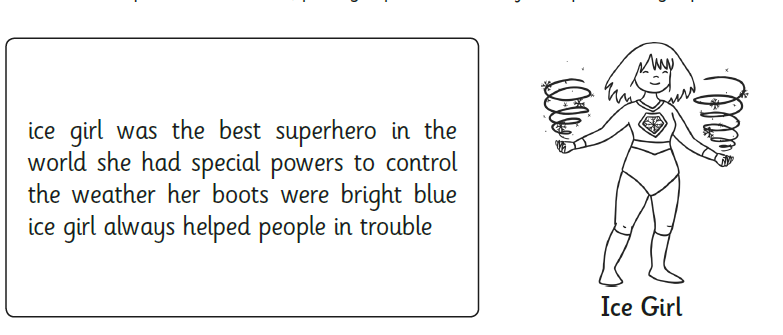 ice girl was the best superhero in the
world she had special powers to control
the weather her boots were bright blue
ice girl always helped people in trouble
Ice Girl